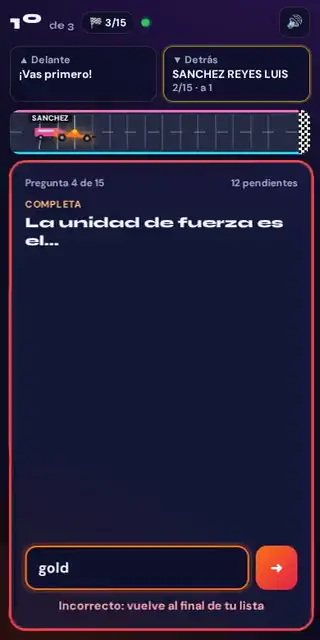 1º de 3 🏁 3/15
▲ Delante
¡Vas primero!
▼ Detrás
SANCHEZ REYES LUIS
2/15 · a 1
SANCHEZ
Pregunta 4 de 15
12 pendientes
COMPLETA
La unidad de fuerza es
el...
gold
➜
Incorrecto: vuelve al final de tu lista